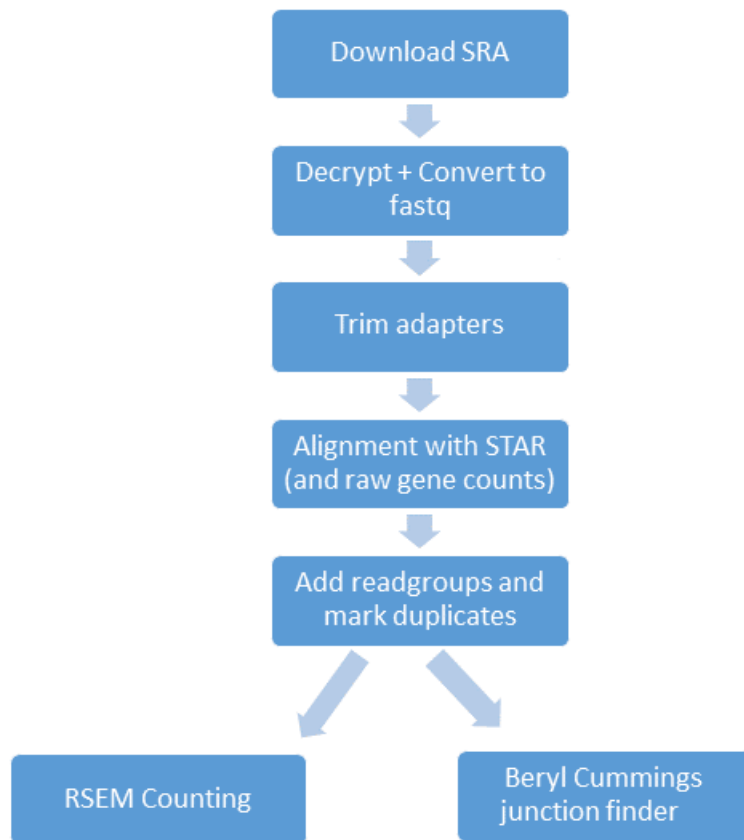 Download SRA
Decrypt + Convert to
fastq
Trim adapters
Alignment with STAR
(and raw gene counts)
Add readgroups and
mark duplicates
RSEM Counting
Beryl Cummings
junction finder